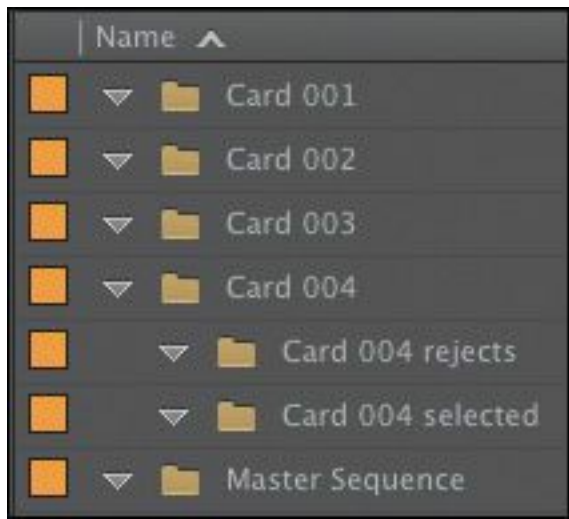 Name
Card 001
Card 002
Card 003
Card 004
Card 004 rejects
Card 004 selected
Master Sequence